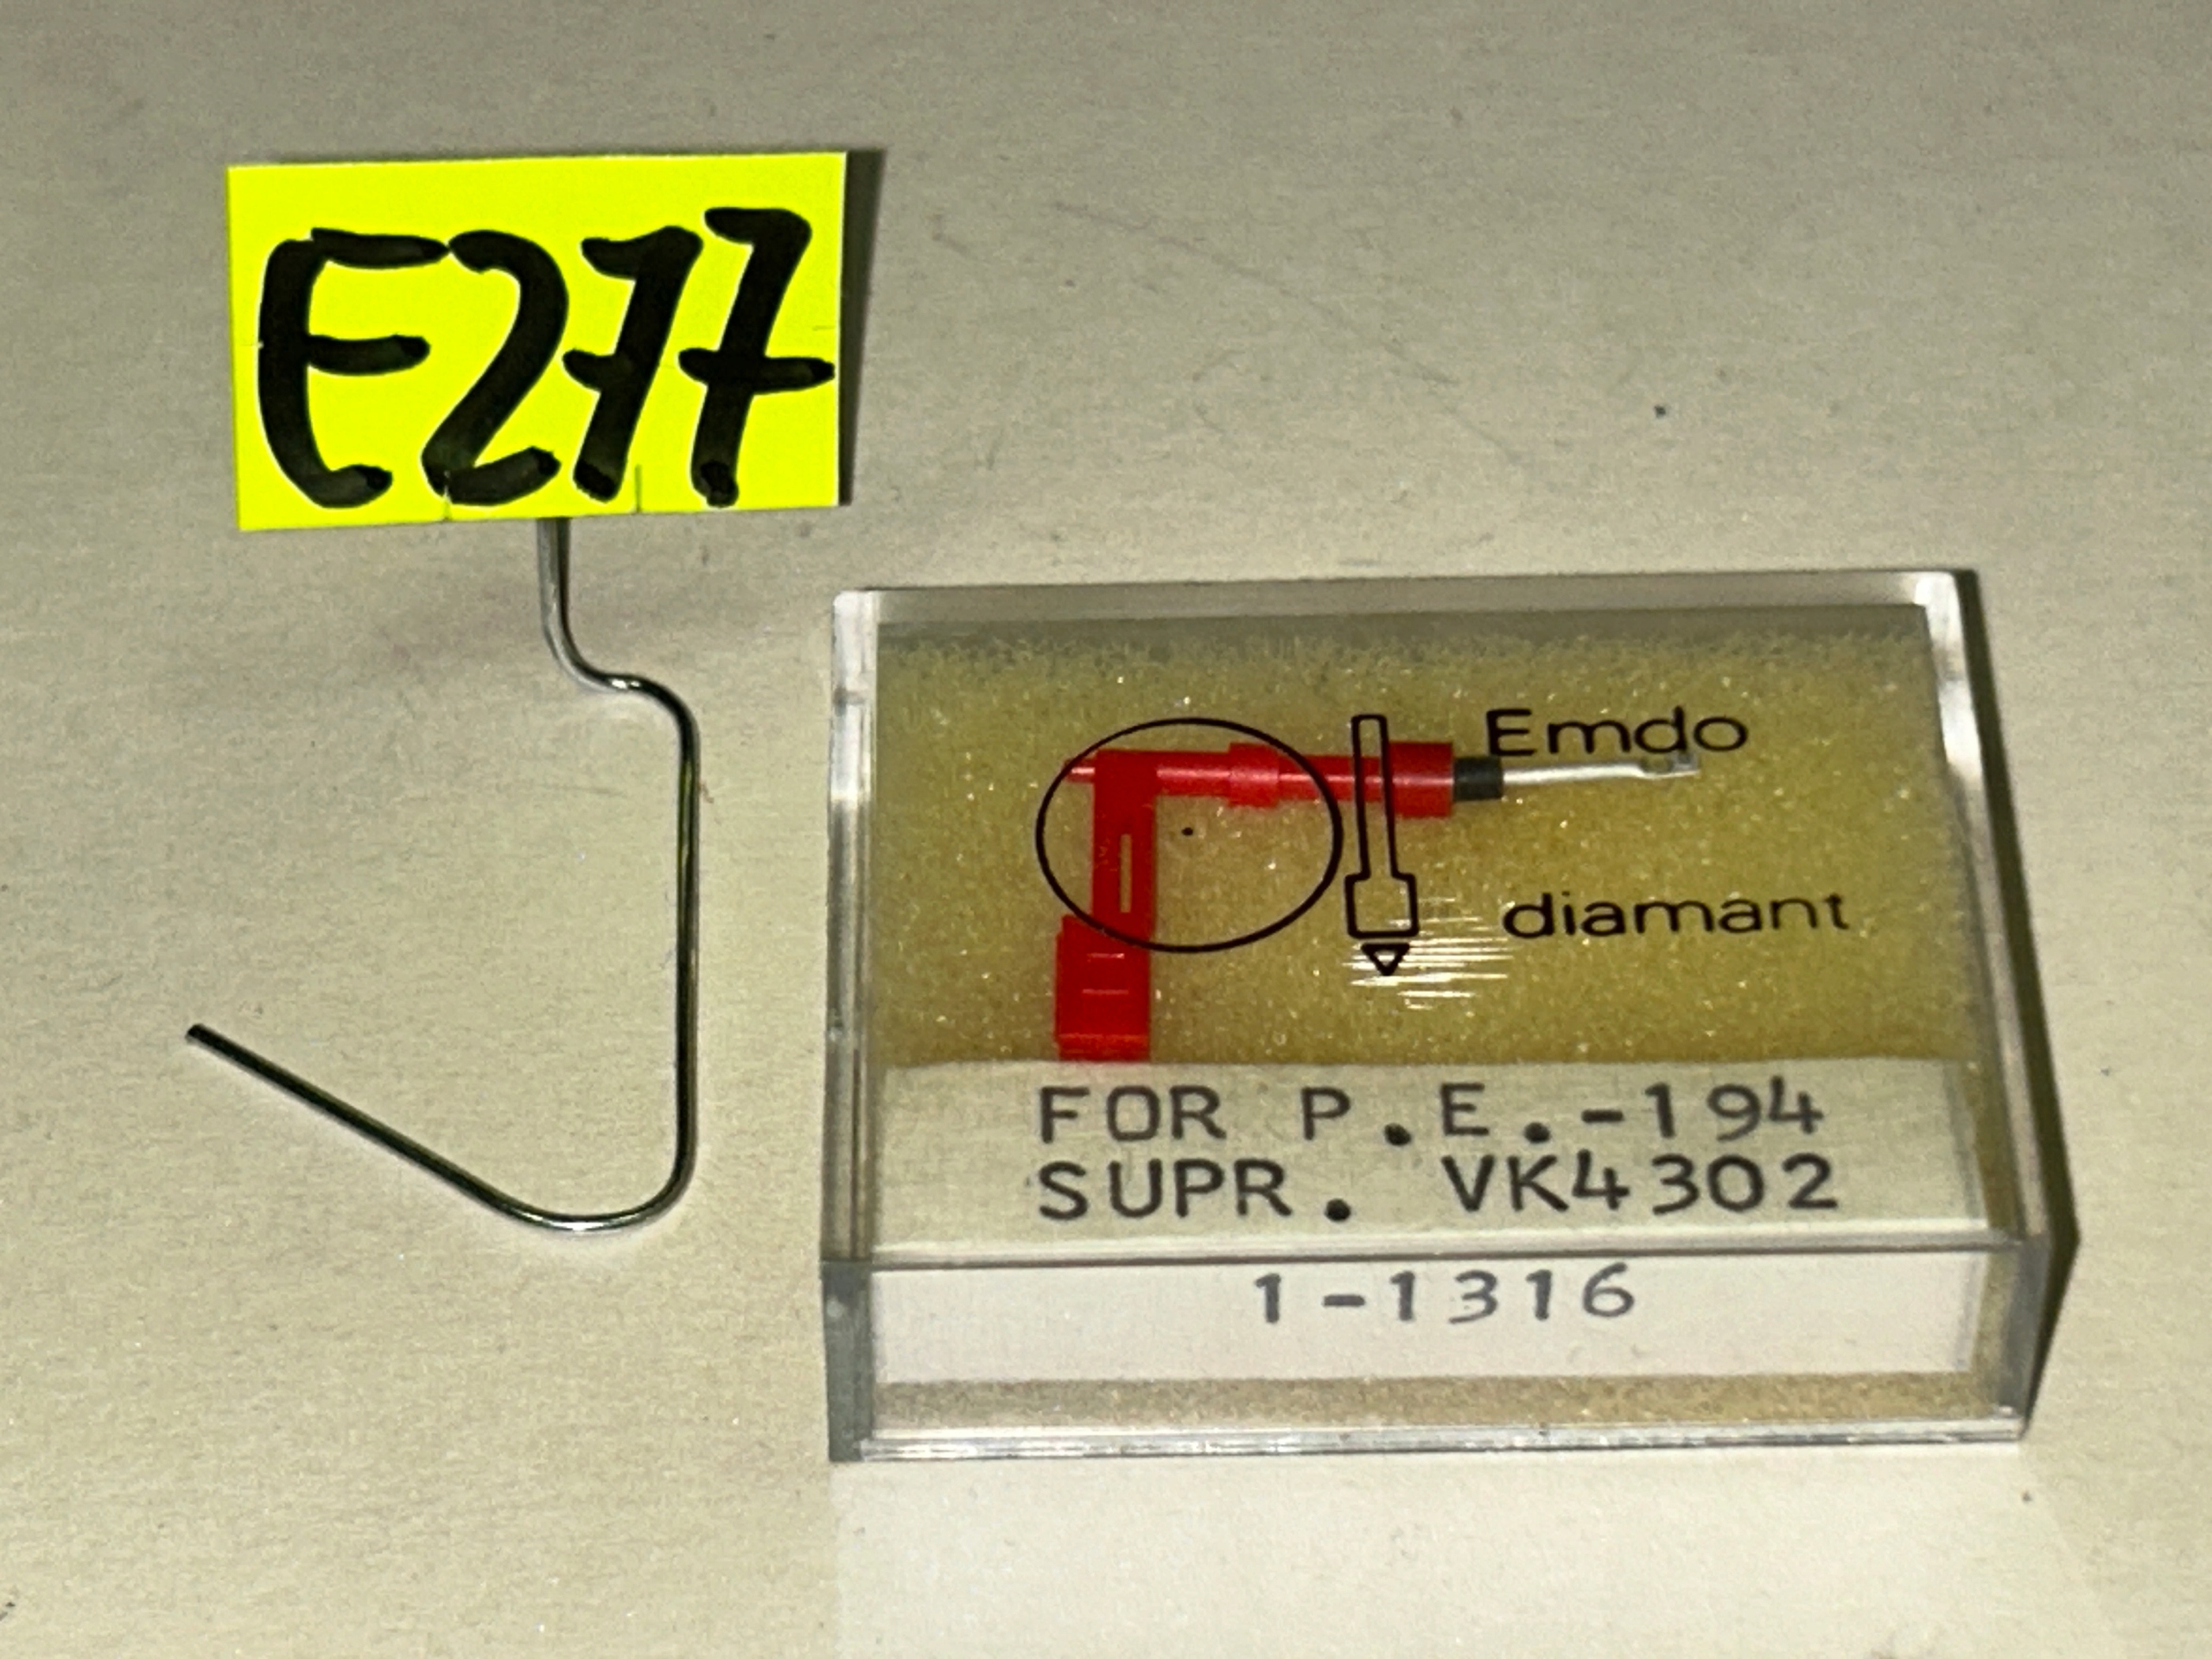 E277
Emdo
diamant
FOR P.E.-194
SUPR. VK4302
1-1316